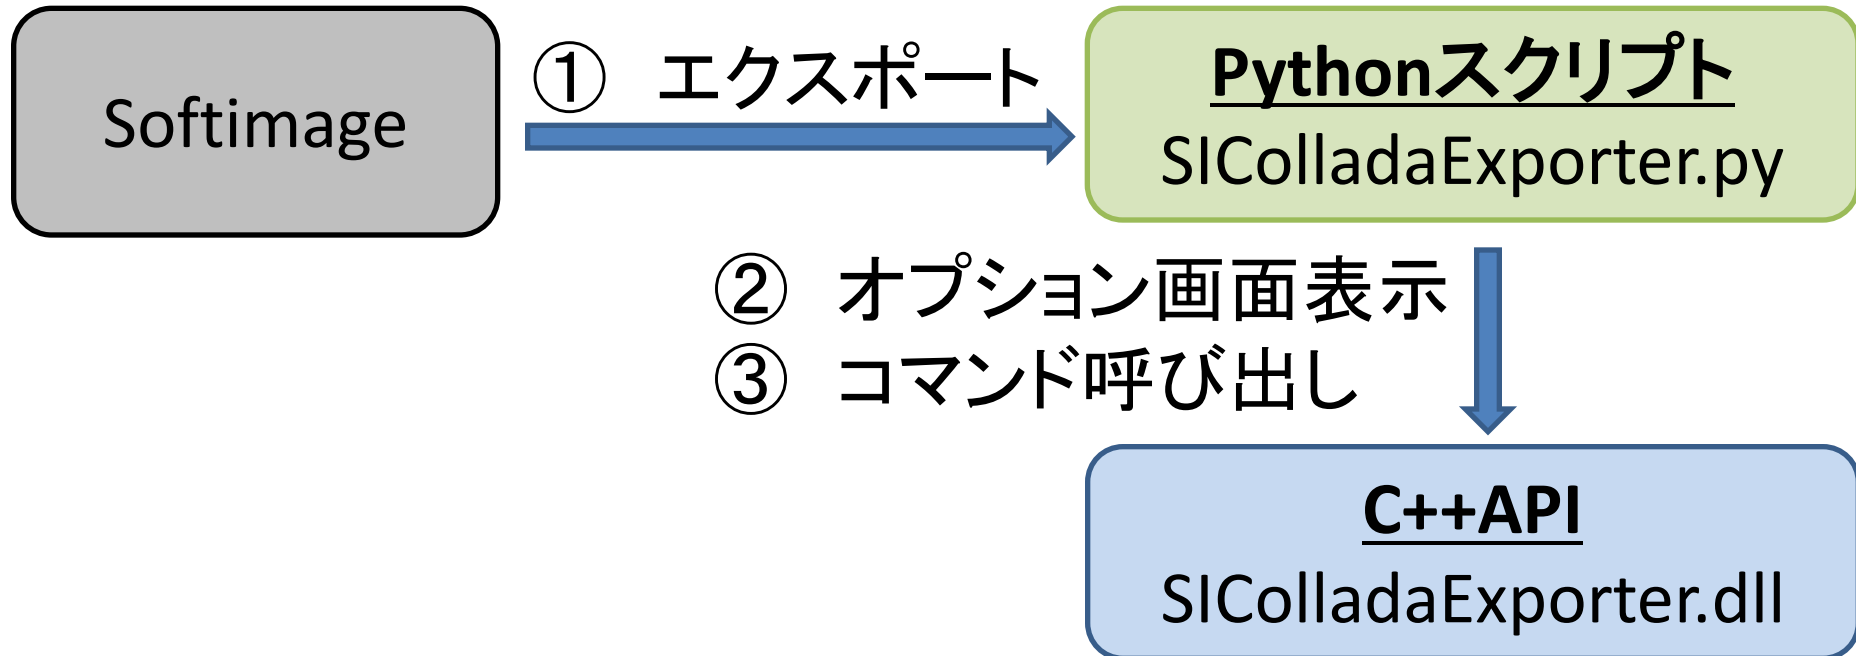 Softimage
① エクスポート
Pythonスクリプト
SIColladaExporter.py
② オプション画面表示
③ コマンド呼び出し
C++API
SIColladaExporter.dll